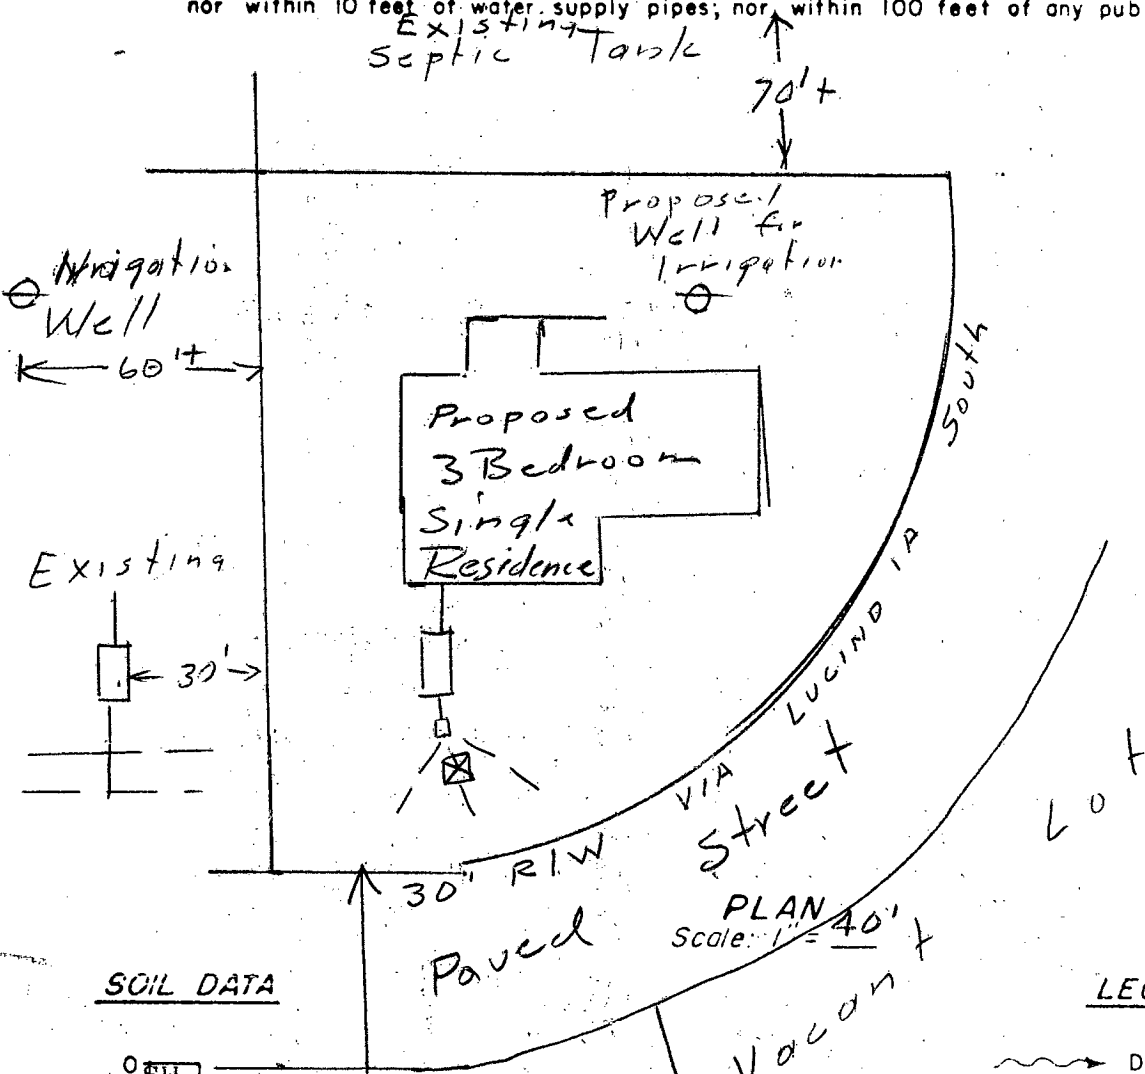 nor within 10 feet of water supply pipes; nor within 100 feet of any pub
Existing
Septic Tank
70'±
Proposed
Well for
Irrigation
Irrigation
Well
60'±
South
Proposed
3 Bedroom
Single
Residence
Existing
30'
VIA LUCINDIA
Street
Lot
30" R/W
PLAN
Scale: 1" = 40'
Paved
Vacant
SOIL DATA
LEG
0
D